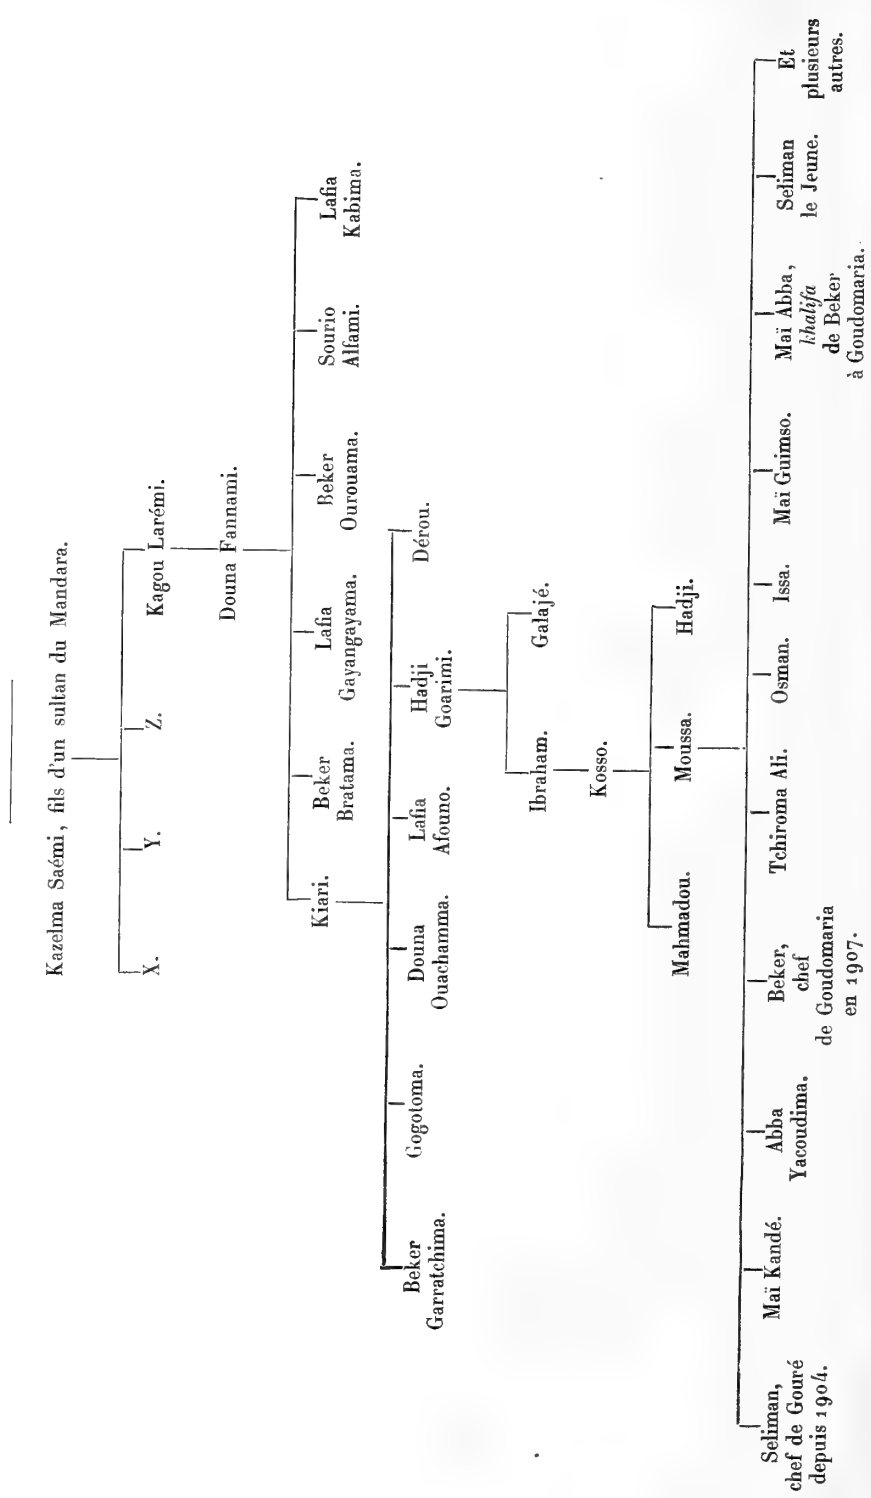 Kazelma Saémi, fils d'un sultan du Mandara.
X.
Y.
Z.
Kagou Larémi.
Douna Fannami.
Kiari.
Beker
Bratama.
Lafia
Gayangayama.
Beker
Ourouama.
Sourio
Alfami.
Lafia
Kabima.
Beker
Garratchima.
Gogotoma.
Douna
Ouachamma.
Lafia
Afouno.
Hadji
Goarimi.
Dérou.
Ibraham.
Galajé.
Kosso.
Mahmadou.
Moussa.
Hadji.
Seliman,
chef de Gouré
depuis 1904.
Maï Kandé.
Abba
Yacoudima.
Beker,
chef
de Goudomaria
en 1907.
Tchiroma Ali.
Osman.
Issa.
Maï Guimso.
Maï Abba,
khalifa
de Beker
à Goudomaria.
Seliman
le Jeune.
Et
plusieurs
autres.